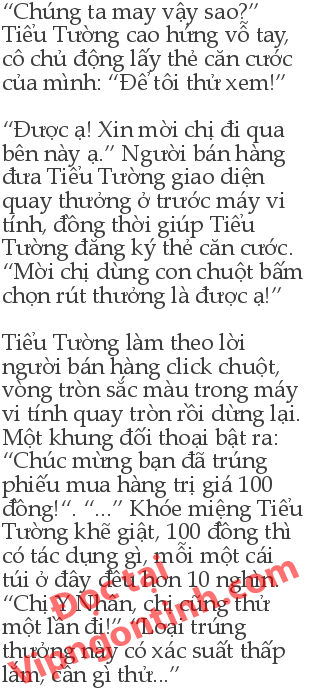 “Chúng ta may vậy sao?”
Tiểu Tường cao hứng vỗ tay,
cô chủ động lấy thẻ căn cước
của mình: “Để tôi thử xem!”
“Được ạ! Xin mời chị đi qua
bên này ạ.” Người bán hàng
đưa Tiểu Tường giao diện
quay thưởng ở trước máy vi
tính, đồng thời giúp Tiểu
Tường đăng ký thẻ căn cước.
“Mời chị dùng con chuột bấm
chọn rút thưởng là được ạ!”
Tiểu Tường làm theo lời
người bán hàng click chuột,
vòng tròn sắc màu trong máy
vi tính quay tròn rồi dừng lại.
Một khung đối thoại bật ra:
“Chúc mừng bạn đã trúng
phiếu mua hàng trị giá 100
đồng!“. “...” Khóe miệng Tiểu
Tường khẽ giật, 100 đồng thì
có tác dụng gì, mỗi một cái
túi ở đây đều hơn 10 nghìn.
“Chị Y Nhân, chị cũng thử
một lần đi!” “Loại trúng
thưởng này có xác suất thấp
lắm, cần gì thử...”
Đọc tại
Vipngontinh.com